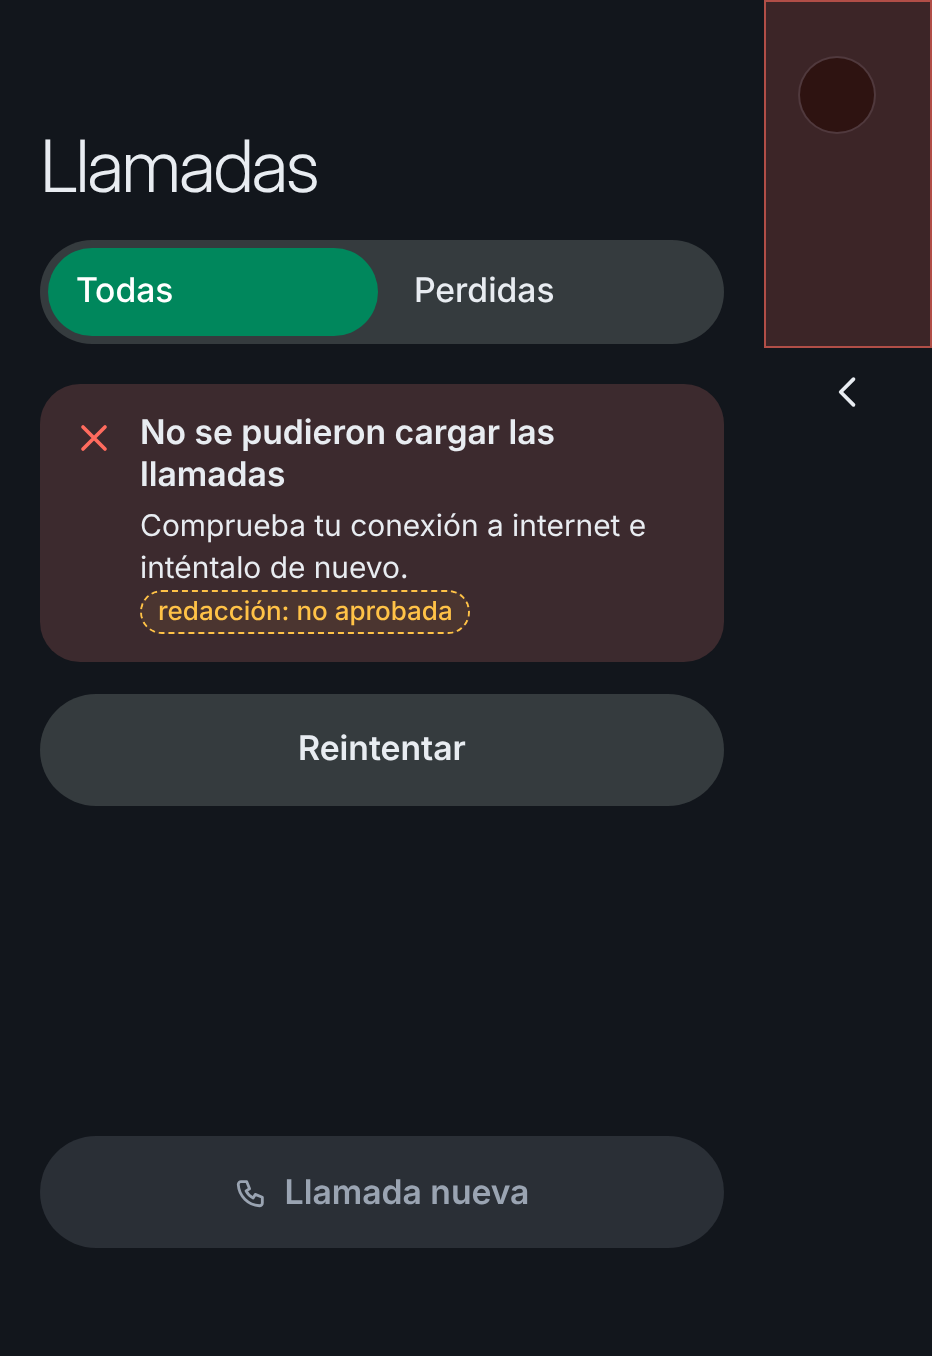 Llamadas
Todas
Perdidas
No se pudieron cargar las
llamadas
Comprueba tu conexión a internet e
inténtalo de nuevo.
redacción: no aprobada
Reintentar
Llamada nueva